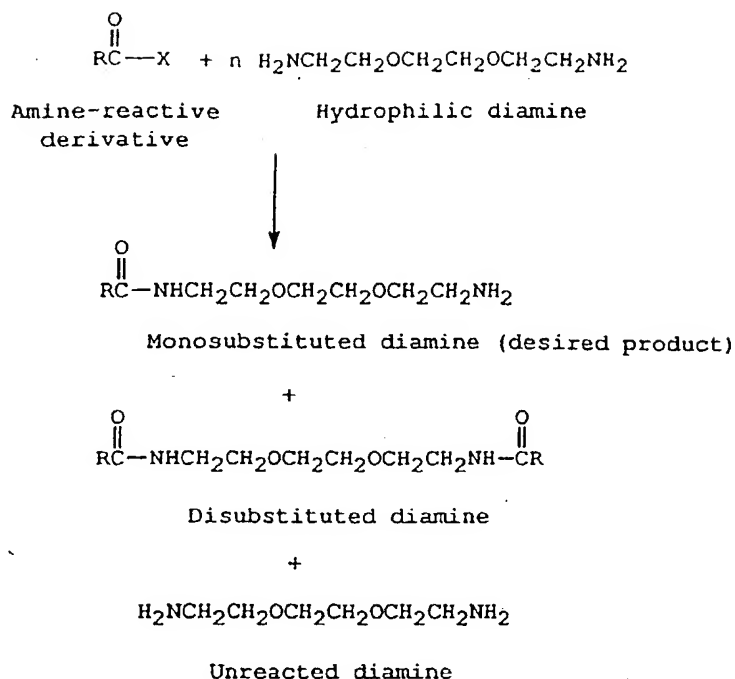 O
||
RC—X + n H₂NCH₂CH₂OCH₂CH₂OCH₂CH₂NH₂
Amine-reactive derivative
Hydrophilic diamine
O
||
RC—NHCH₂CH₂OCH₂CH₂OCH₂CH₂NH₂
Monosubstituted diamine (desired product)
+
O O
|| ||
RC—NHCH₂CH₂OCH₂CH₂OCH₂CH₂NH—CR
Disubstituted diamine
+
H₂NCH₂CH₂OCH₂CH₂OCH₂CH₂NH₂
Unreacted diamine